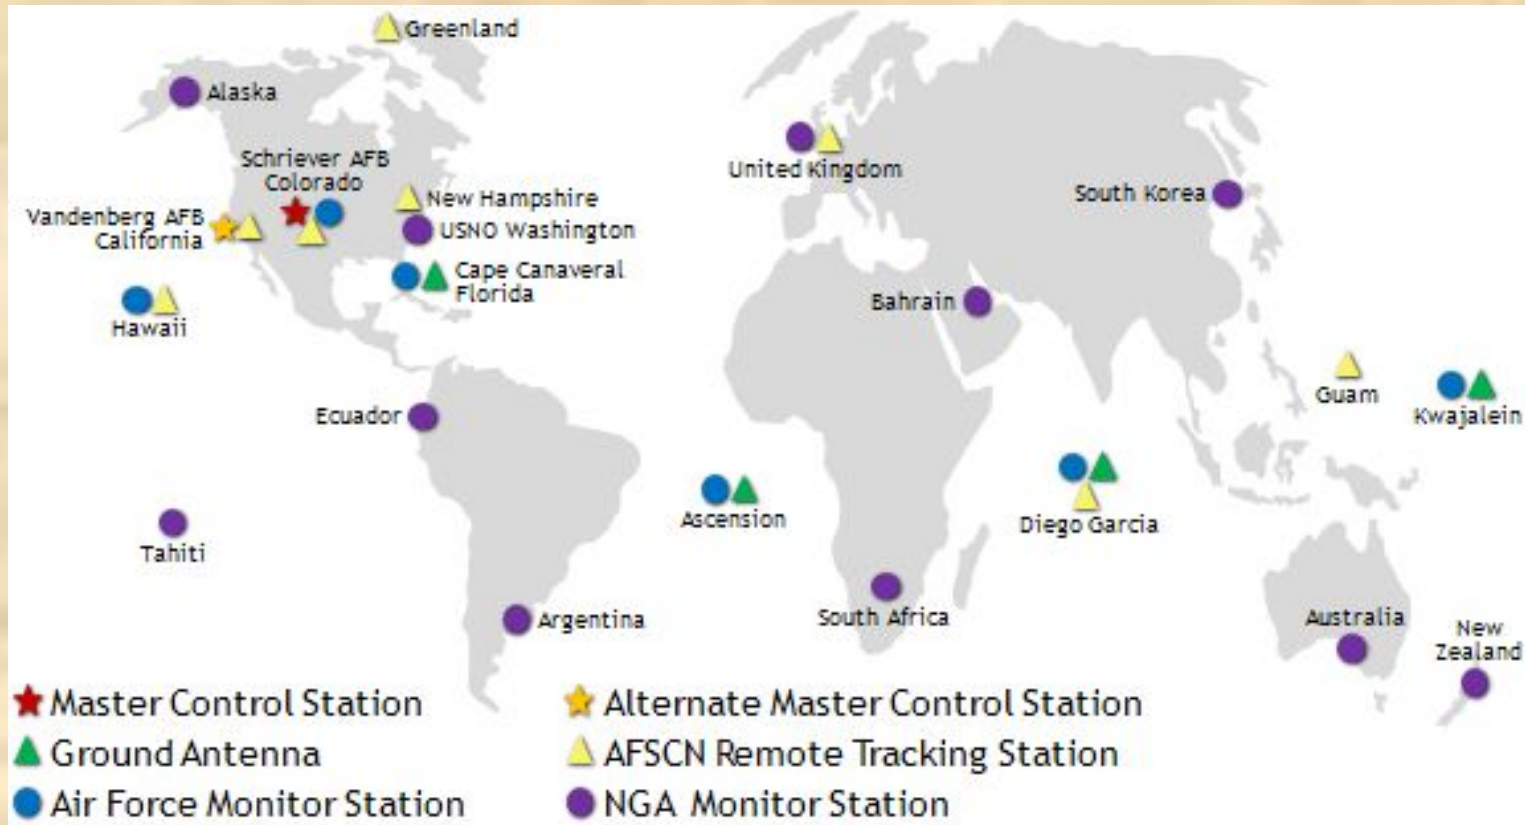 Greenland
Alaska
Schriever AFB
Colorado
New Hampshire
Vandenberg AFB
California
USNO Washington
Cape Canaveral
Florida
Hawaii
United Kingdom
South Korea
Bahrain
Guam
Kwajalein
Ecuador
Ascension
Diego Garcia
Tahiti
Argentina
South Africa
Australia
New
Zealand
Master Control Station
Alternate Master Control Station
Ground Antenna
AFSCN Remote Tracking Station
Air Force Monitor Station
NGA Monitor Station